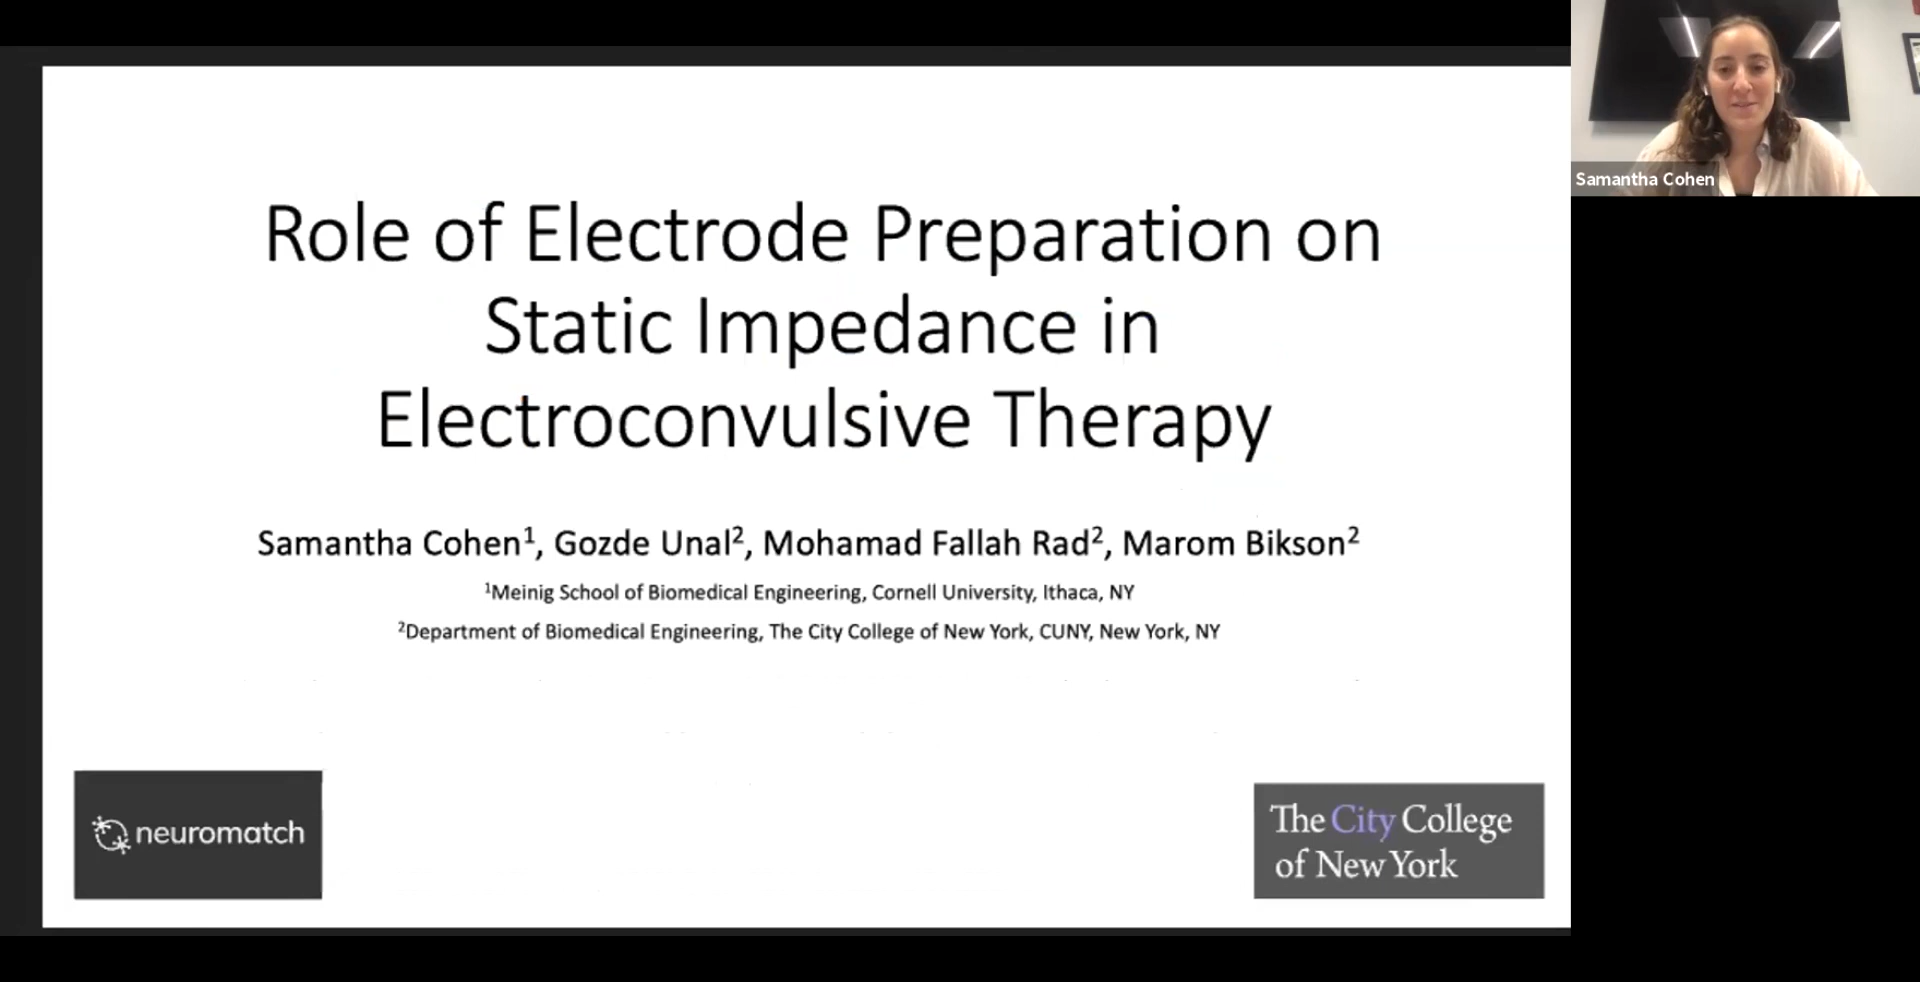 Role of Electrode Preparation on
Static Impedance in
Electroconvulsive Therapy
Samantha Cohen¹, Gozde Unal², Mohamad Fallah Rad², Marom Bikson²
¹Meinig School of Biomedical Engineering, Cornell University, Ithaca, NY
²Department of Biomedical Engineering, The City College of New York, CUNY, New York, NY
neuromatch
The City College
of New York
Samantha Cohen